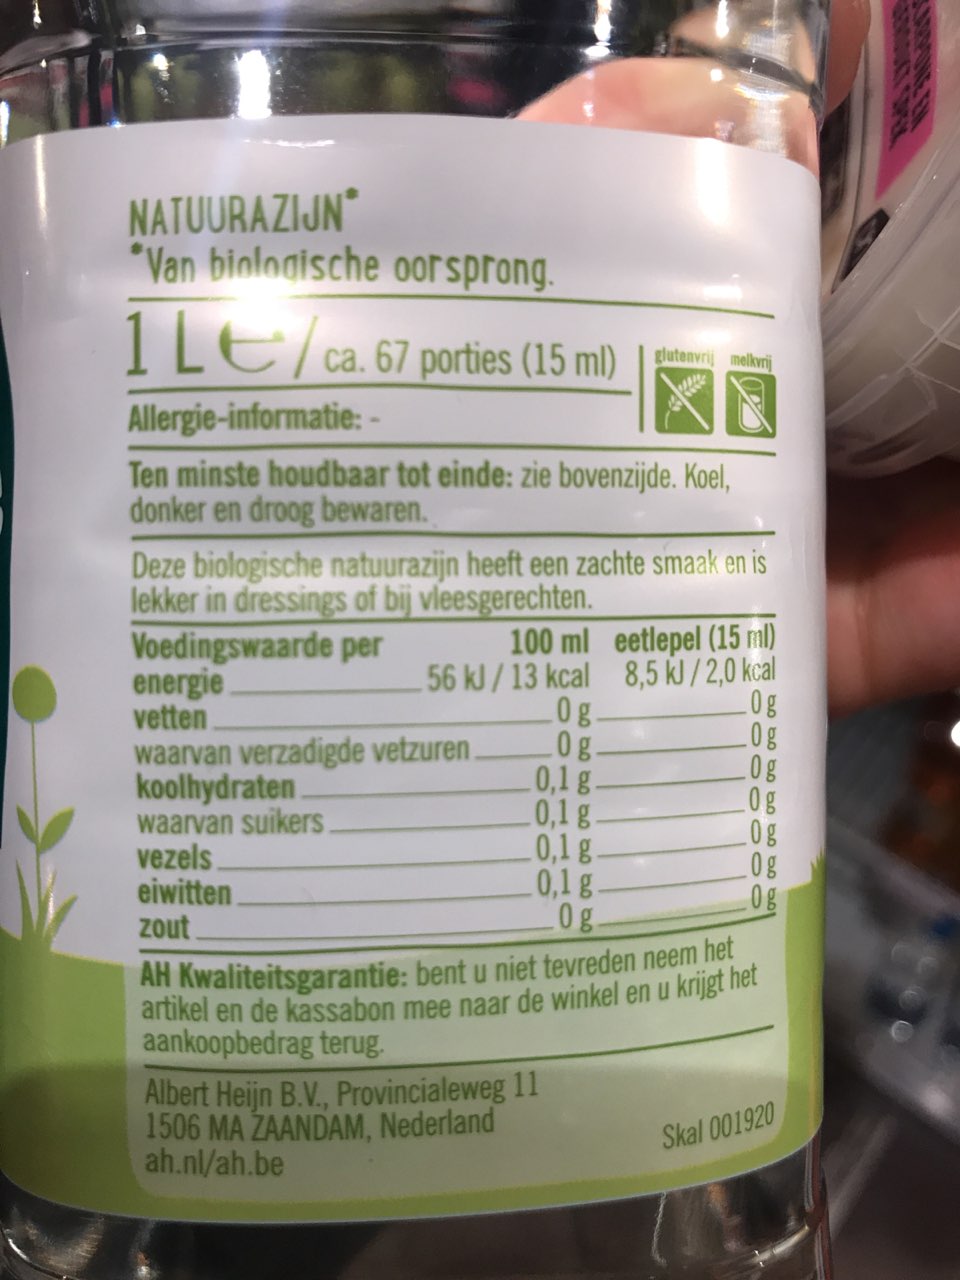 NATUURAZIJN*
*Van biologische oorsprong.
1 L e / ca. 67 porties (15 ml)
glutenvrij melkvrij
Allergie-informatie: -
Ten minste houdbaar tot einde: zie bovenzijde. Koel,
donker en droog bewaren.
Deze biologische natuurazijn heeft een zachte smaak en is
lekker in dressings of bij vleesgerechten.
Voedingswaarde per 100 ml eetlepel (15 ml)
energie 56 kJ / 13 kcal 8,5 kJ / 2,0 kcal
vetten 0 g 0 g
waarvan verzadigde vetzuren 0 g 0 g
koolhydraten 0,1 g 0 g
waarvan suikers 0,1 g 0 g
vezels 0,1 g 0 g
eiwitten 0,1 g 0 g
zout 0 g 0 g
AH Kwaliteitsgarantie: bent u niet tevreden neem het
artikel en de kassabon mee naar de winkel en u krijgt het
aankoopbedrag terug.
Albert Heijn B.V., Provincialeweg 11
1506 MA ZAANDAM, Nederland
ah.nl/ah.be
Skal 001920